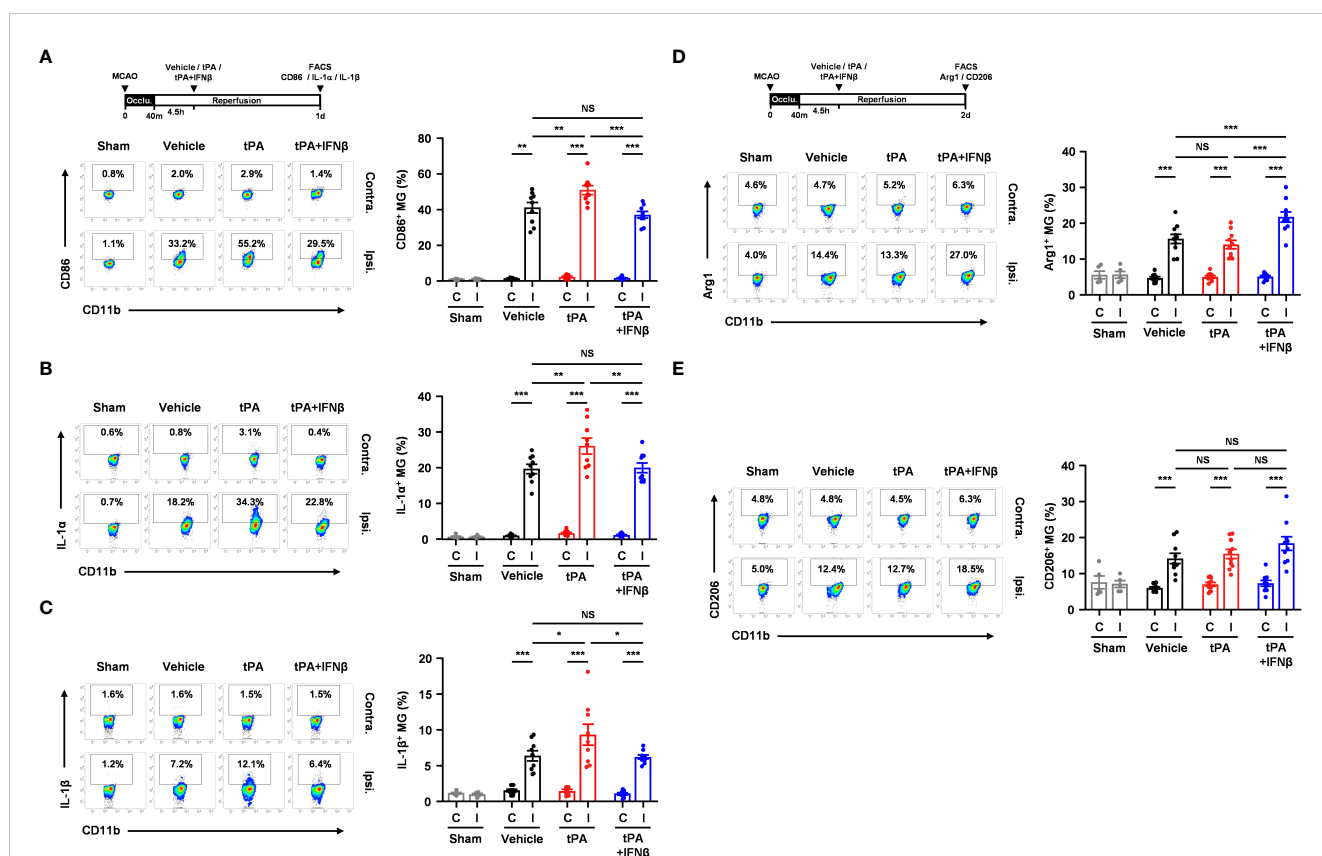 A
Vehicle / tPA /
MCAO tPA+IFNβ
FACS
CD86 / IL-1α / IL-1β
Occlu. Reperfusion
0 40m 4.5h 1d
Sham Vehicle tPA tPA+IFNβ
0.8% 2.0% 2.9% 1.4%
Contra.
1.1% 33.2% 55.2% 29.5%
Ipsi.
CD86
CD11b
NS
** ***
** *** ***
CD86+ MG (%)
80
60
40
20
0
C I C I C I C I
Sham Vehicle tPA tPA
+IFNβ
B
Sham Vehicle tPA tPA+IFNβ
0.6% 0.8% 3.1% 0.4%
Contra.
0.7% 18.2% 34.3% 22.8%
Ipsi.
IL-1α
CD11b
NS
** **
*** *** ***
IL-1α+ MG (%)
40
30
20
10
0
C I C I C I C I
Sham Vehicle tPA tPA
+IFNβ
C
Sham Vehicle tPA tPA+IFNβ
1.6% 1.6% 1.5% 1.5%
Contra.
1.2% 7.2% 12.1% 6.4%
Ipsi.
IL-1β
CD11b
NS
* *
*** *** ***
IL-1β+ MG (%)
20
15
10
5
0
C I C I C I C I
Sham Vehicle tPA tPA
+IFNβ
D
Vehicle / tPA /
MCAO tPA+IFNβ
FACS
Arg1 / CD206
Occlu. Reperfusion
0 40m 4.5h 2d
Sham Vehicle tPA tPA+IFNβ
4.6% 4.7% 5.2% 6.3%
Contra.
4.0% 14.4% 13.3% 27.0%
Ipsi.
Arg1
CD11b
***
NS ***
*** *** ***
Arg1+ MG (%)
40
30
20
10
0
C I C I C I C I
Sham Vehicle tPA tPA
+IFNβ
E
Sham Vehicle tPA tPA+IFNβ
4.8% 4.8% 4.5% 6.3%
Contra.
5.0% 12.4% 12.7% 18.5%
Ipsi.
CD206
CD11b
NS
NS NS
*** *** ***
CD206+ MG (%)
40
30
20
10
0
C I C I C I C I
Sham Vehicle tPA tPA
+IFNβ